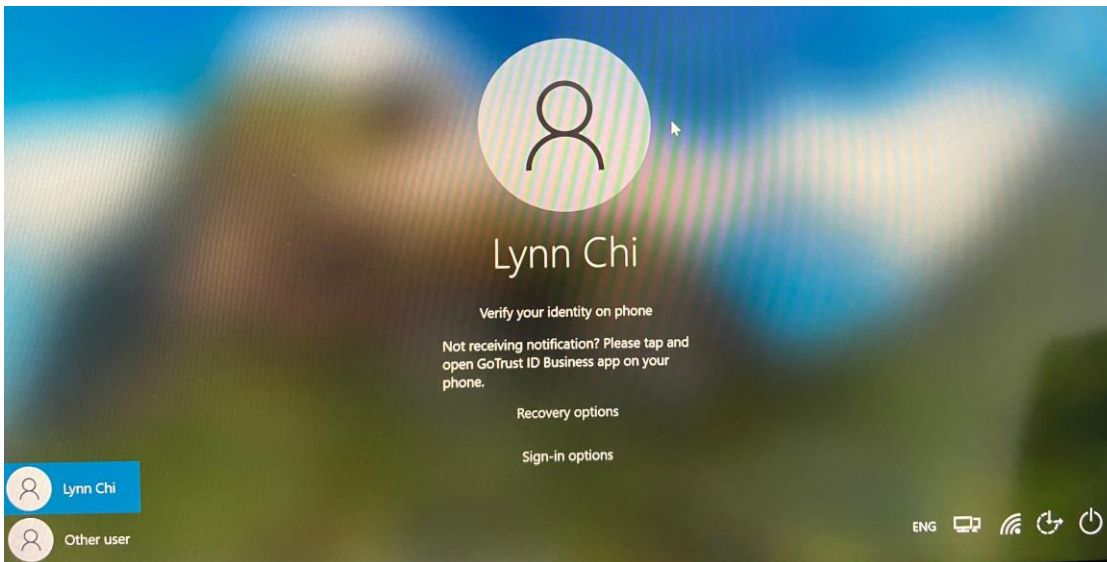 Lynn Chi
Verify your identity on phone
Not receiving notification? Please tap and
open GoTrust ID Business app on your
phone.
Recovery options
Sign-in options
Lynn Chi
Other user
ENG